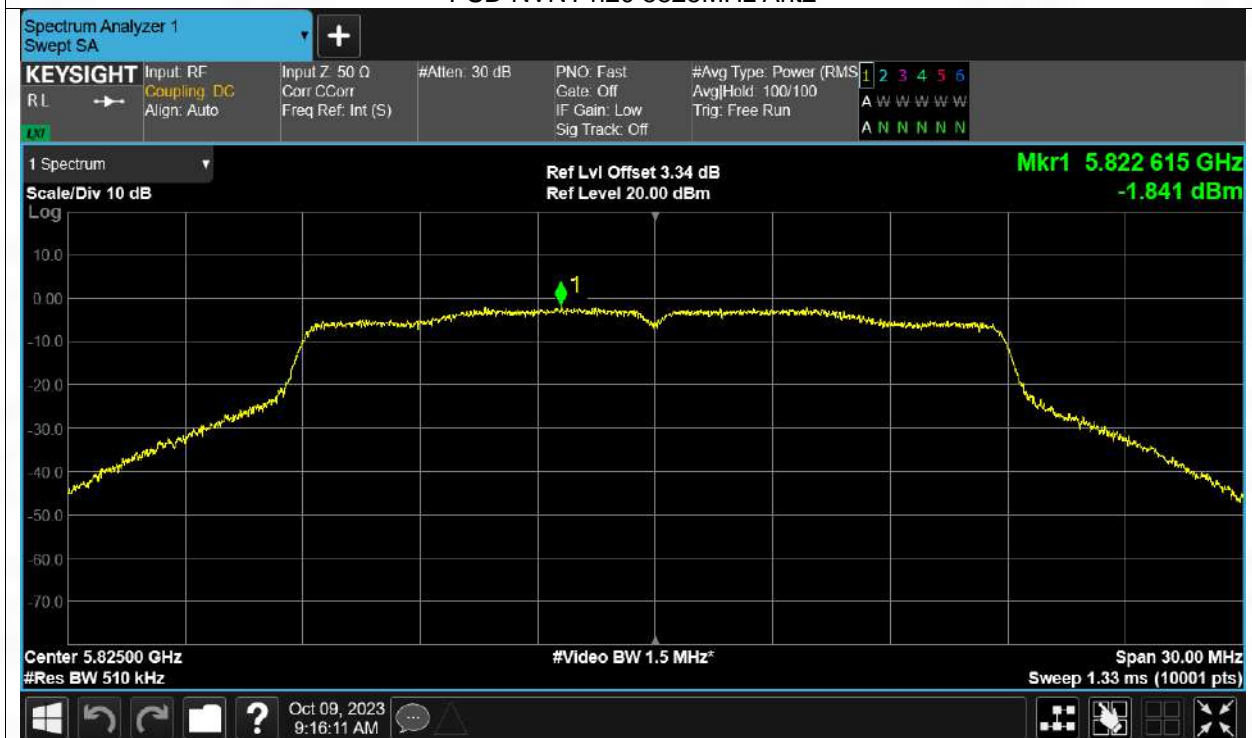 Spectrum Analyzer 1
Swept SA
+
KEYSIGHT
RL
LXI
Input: RF
Coupling: DC
Align: Auto
Input Z: 50 Ω
Corr CCorr
Freq Ref: Int (S)
#Atten: 30 dB
PNO: Fast
Gate: Off
IF Gain: Low
Sig Track: Off
#Avg Type: Power (RMS
Avg|Hold: 100/100
Trig: Free Run
1 2 3 4 5 6
A W W W W W
A N N N N N
1 Spectrum
Scale/Div 10 dB
Log
Ref Lvl Offset 3.34 dB
Ref Level 20.00 dBm
Mkr1 5.822 615 GHz
-1.841 dBm
10.0
0.00
-10.0
-20.0
-30.0
-40.0
-50.0
-60.0
-70.0
1
Center 5.82500 GHz
#Res BW 510 kHz
#Video BW 1.5 MHz*
Span 30.00 MHz
Sweep 1.33 ms (10001 pts)
?
Oct 09, 2023
9:16:11 AM